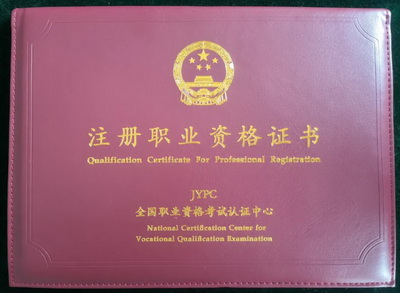 注册职业资格证书
Qualification Certificate For Professional Registration
JYPC
全国职业资格考试认证中心
National Certification Center for
Vocational Qualification Examination